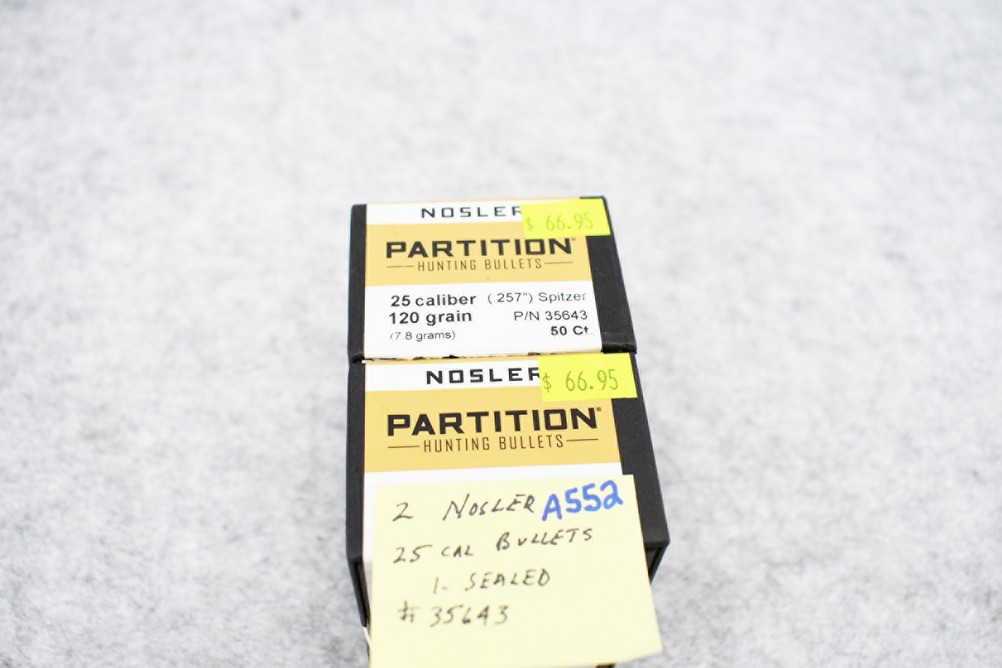 NOSLER
$ 66.95
PARTITION
HUNTING BULLETS
25 caliber (.257") Spitzer
120 grain P/N 35643
(7.8 grams) 50 Ct.
NOSLER
$ 66.95
PARTITION
HUNTING BULLETS
2 NOSLER A552
25 CAL BULLETS
1- SEALED
# 35643